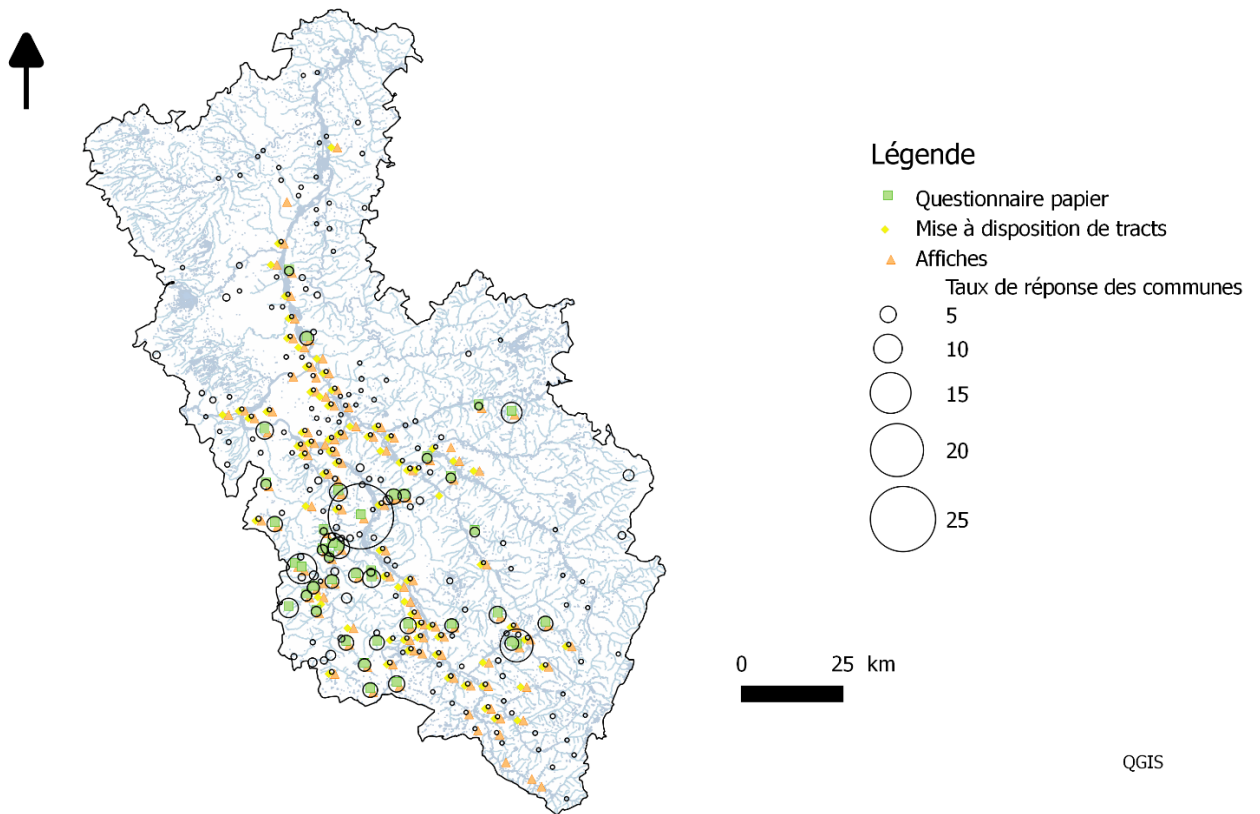 Légende
Questionnaire papier
Mise à disposition de tracts
Affiches
Taux de réponse des communes
5
10
15
20
25
0 25 km
QGIS